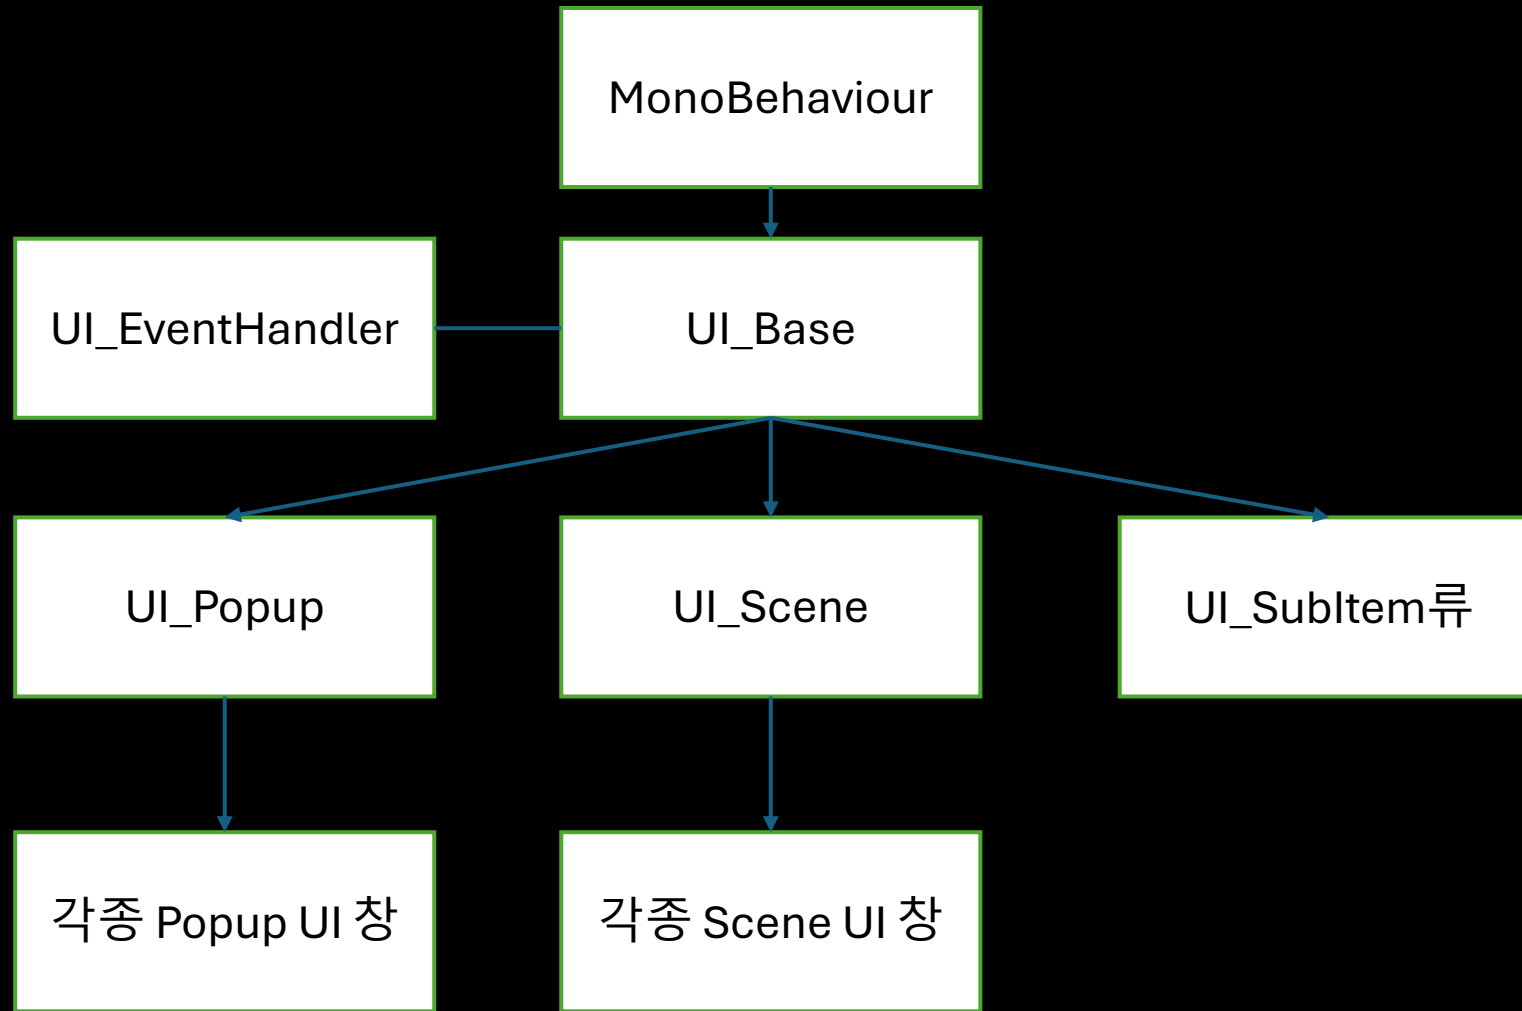 MonoBehaviour
UI_EventHandler
UI_Base
UI_Popup
UI_Scene
UI_SubItem류
각종 Popup UI 창
각종 Scene UI 창